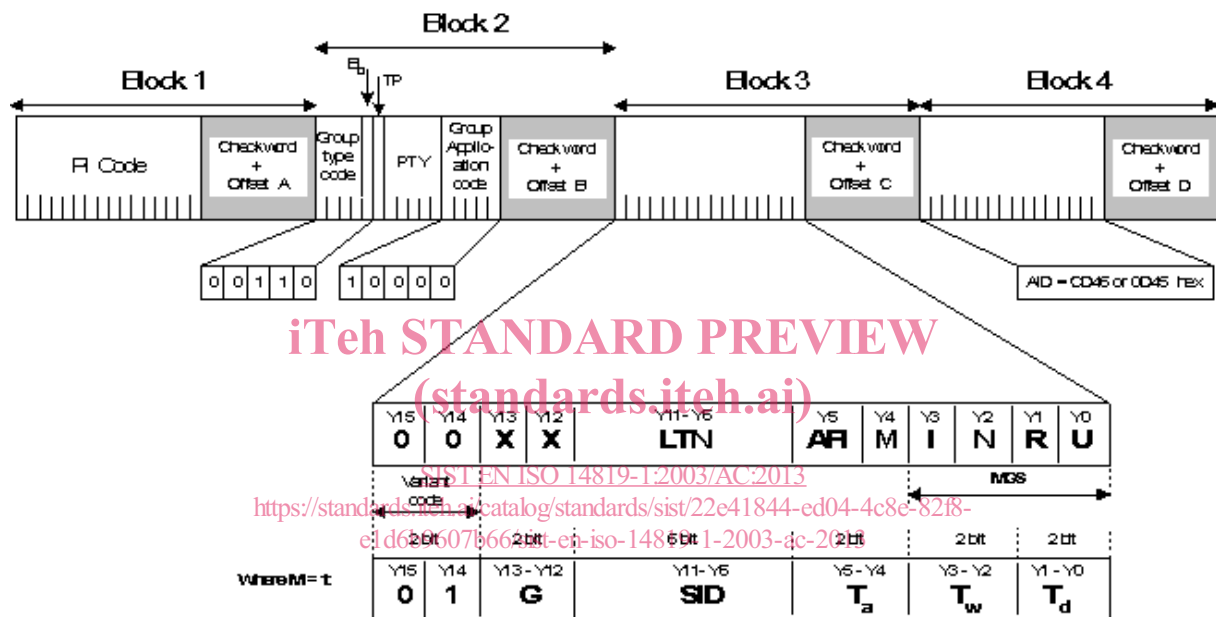 Block 2
Block 1
B0
TP
Block 3
Block 4
PI Code
Checkword + Offset A
Group type code
PTY
Group Applic-ation code
Checkword + Offset B
Checkword + Offset C
Checkword + Offset D
0 0 1 1 0
1 0 0 0 0
AID = CD46 or 0D45 hex
iTeh STANDARD PREVIEW
(standards.iteh.ai)
Y15 Y14 Y13 Y12 Y11-Y6 Y5 Y4 Y3 Y2 Y1 Y0
0 0 X X LTN AFI M I N R U
SIST EN ISO 14819-1:2003/AC:2013
Variant code
MGS
https://standards.iteh.ai/catalog/standards/sist/22e41844-ed04-4c8e-82f8-
e1d6b9607b66/sist-en-iso-14819-1-2003-ac-2013
2 bit 2 bit 6 bit 2 bit 2 bit 2 bit
Where M = 1:
Y15 Y14 Y13 - Y12 Y11-Y6 Y5 - Y4 Y3 - Y2 Y1 - Y0
0 1 G SID Ta Tw Td